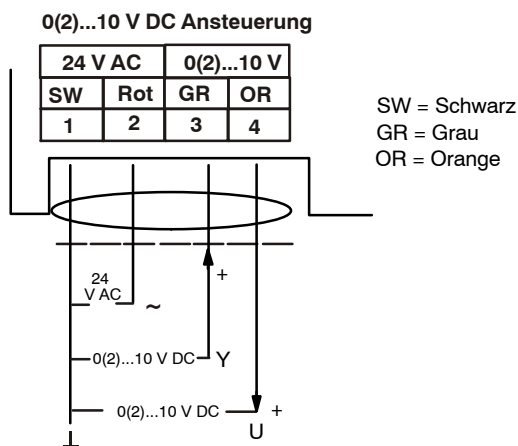 0(2)...10 V DC Ansteuerung
24 V AC 0(2)...10 V
SW Rot GR OR
1 2 3 4
SW = Schwarz
GR = Grau
OR = Orange
24
V AC
~
+
0(2)...10 V DC Y
0(2)...10 V DC +
U